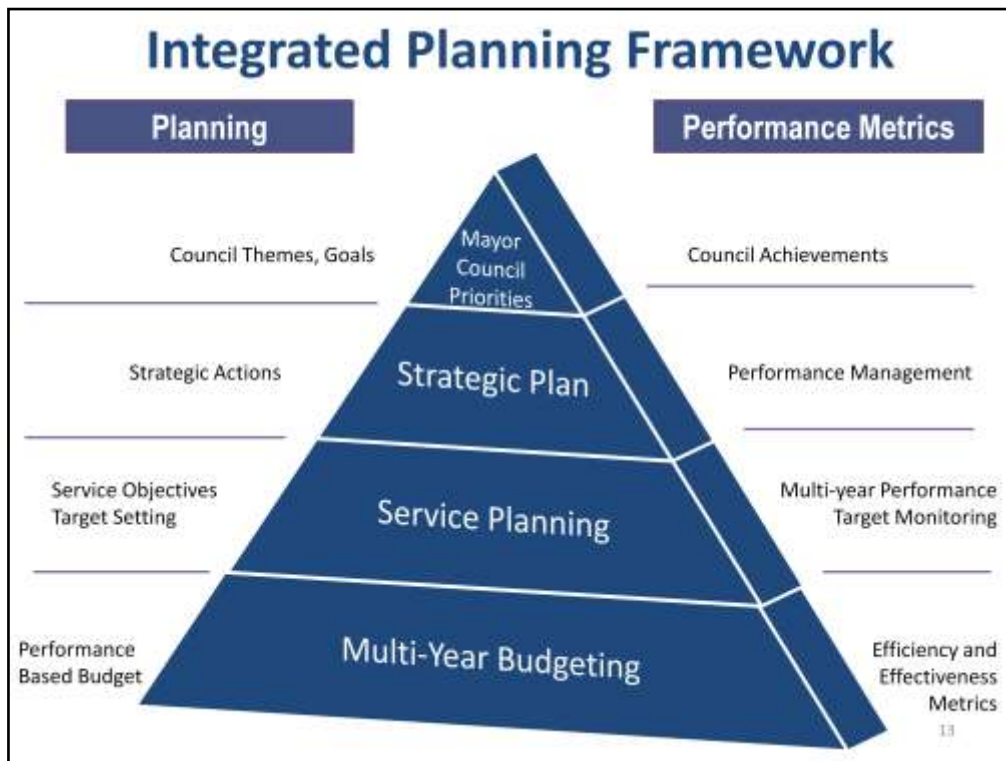 Integrated Planning Framework
Planning
Performance Metrics
Mayor
Council
Priorities
Council Themes, Goals
Council Achievements
Strategic Actions
Strategic Plan
Performance Management
Service Objectives
Target Setting
Service Planning
Multi-year Performance
Target Monitoring
Performance
Based Budget
Multi-Year Budgeting
Efficiency and
Effectiveness
Metrics
13